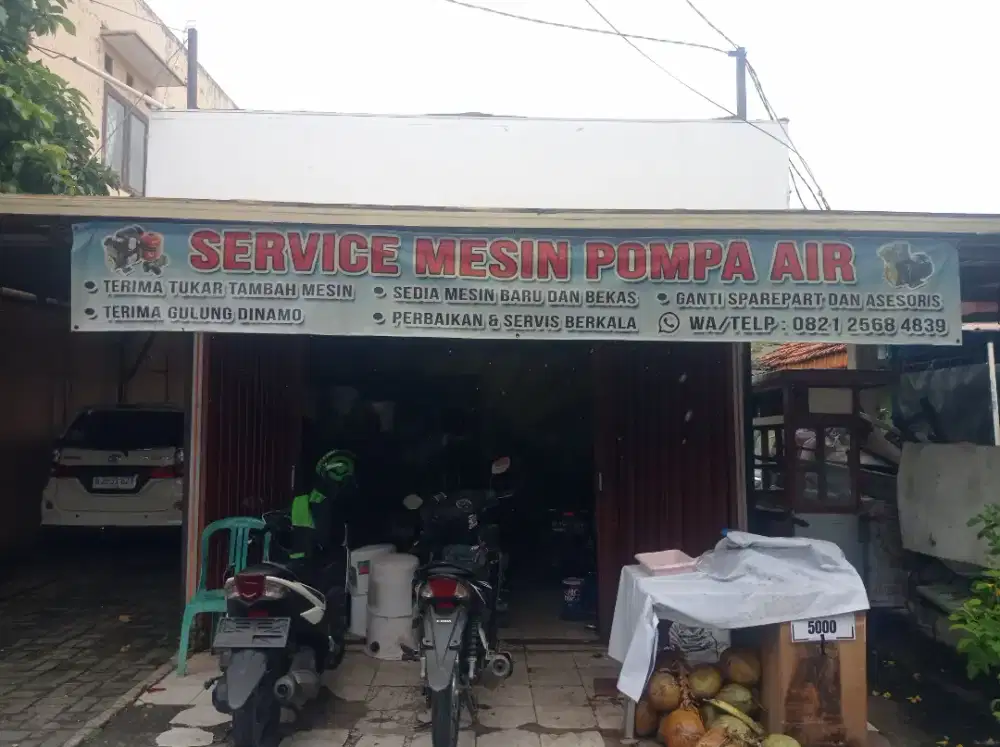 SERVICE MESIN POMPA AIR
• TERIMA TUKAR TAMBAH MESIN
• SEDIA MESIN BARU DAN BEKAS
• GANTI SPAREPART DAN ASESORIS
• TERIMA GULUNG DINAMO
• PERBAIKAN & SERVIS BERKALA
WA/TELP : 0821 2568 4839
5000